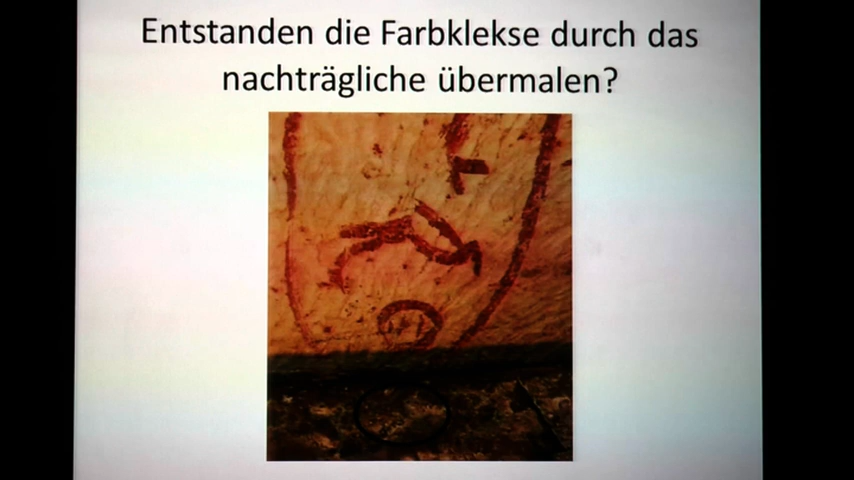 Entstanden die Farbklekse durch das
nachträgliche übermalen?